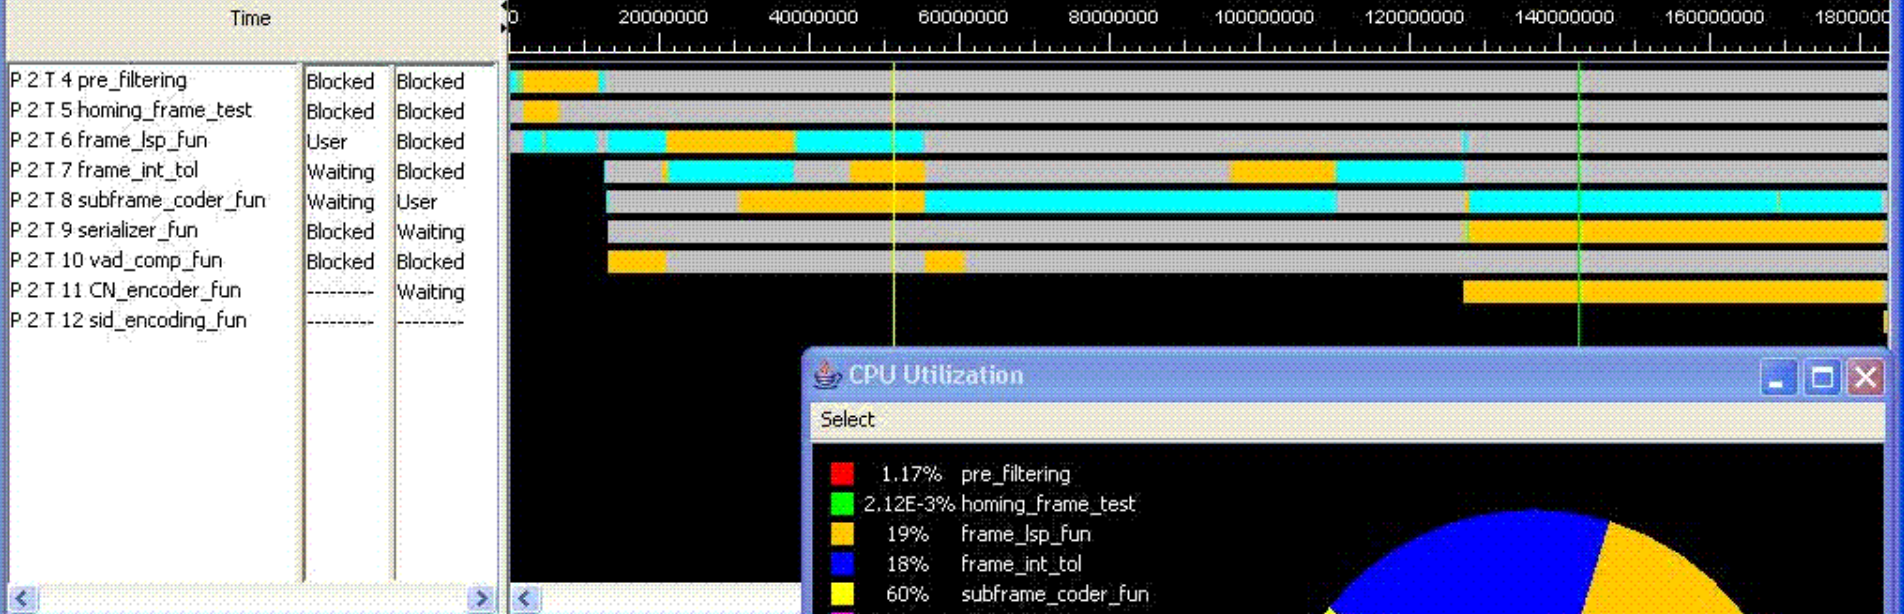 Time
0 20000000 40000000 60000000 80000000 100000000 120000000 140000000 160000000 18000000
P 2 T 4 pre_filtering Blocked Blocked
P 2 T 5 homing_frame_test Blocked Blocked
P 2 T 6 frame_lsp_fun User Blocked
P 2 T 7 frame_int_tol Waiting Blocked
P 2 T 8 subframe_coder_fun Waiting User
P 2 T 9 serializer_fun Blocked Waiting
P 2 T 10 vad_comp_fun Blocked Blocked
P 2 T 11 CN_encoder_fun --------- Waiting
P 2 T 12 sid_encoding_fun --------- ---------
CPU Utilization
Select
1.17% pre_filtering
2.12E-3% homing_frame_test
19% frame_lsp_fun
18% frame_int_tol
60% subframe_coder_fun